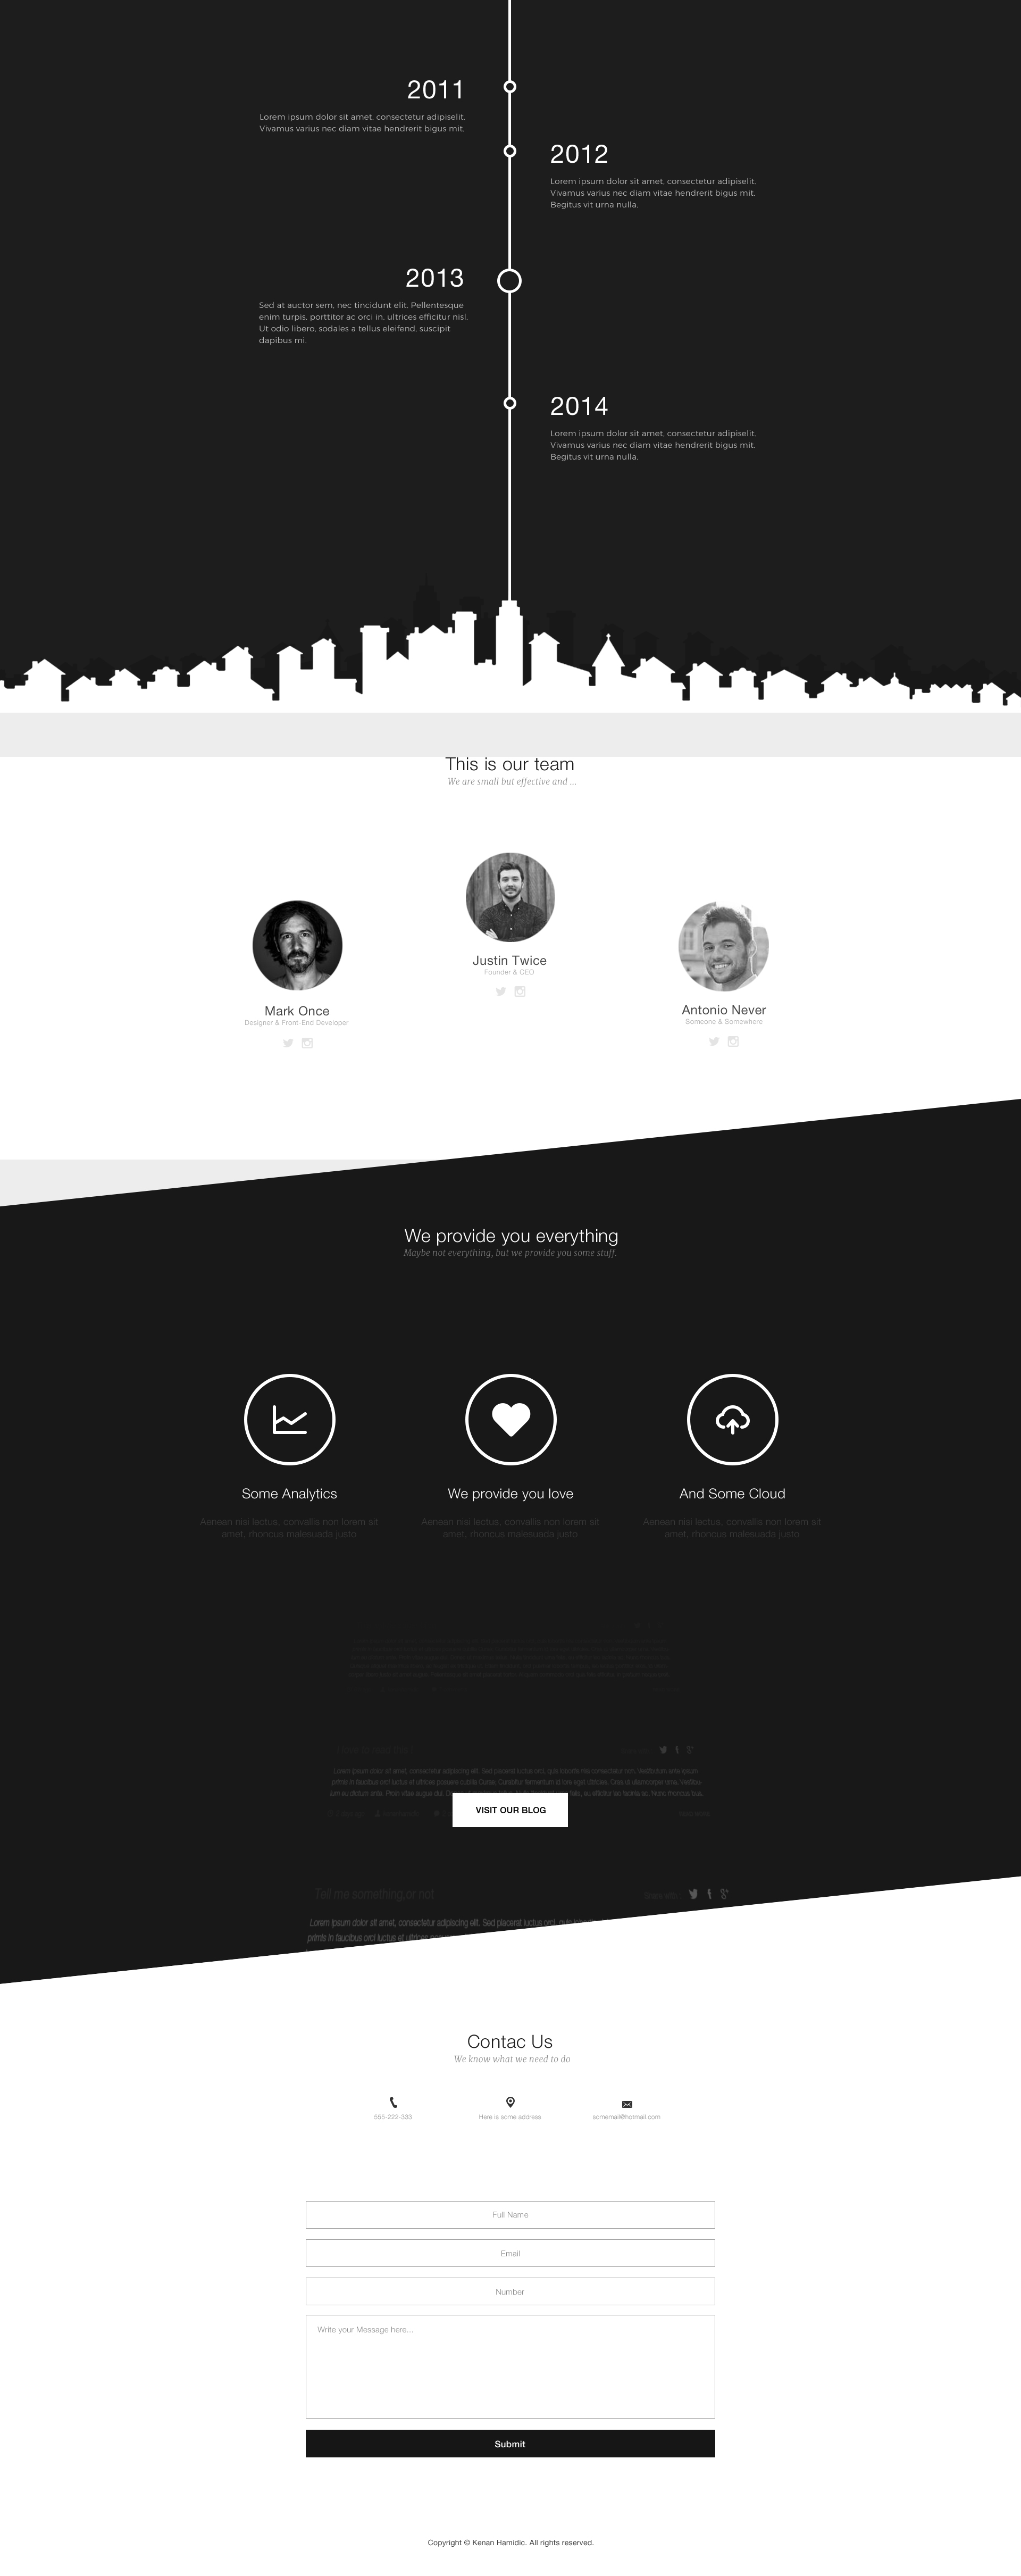 2011
Lorem ipsum dolor sit amet, consectetur adipiselit.
Vivamus varius nec diam vitae hendrerit bigus mit.
2012
Lorem ipsum dolor sit amet, consectetur adipiselit.
Vivamus varius nec diam vitae hendrerit bigus mit.
Begitus vit urna nulla.
2013
Sed at auctor sem, nec tincidunt elit. Pellentesque
enim turpis, porttitor ac orci in, ultrices efficitur nisl.
Ut odio libero, sodales a tellus eleifend, suscipit
dapibus mi.
2014
Lorem ipsum dolor sit amet, consectetur adipiselit.
Vivamus varius nec diam vitae hendrerit bigus mit.
Begitus vit urna nulla.
This is our team
We are small but effective and ...
Mark Once
Designer & Front-End Developer
Justin Twice
Founder & CEO
Antonio Never
Someone & Somewhere
We provide you everything
Maybe not everything, but we provide you some stuff.
Some Analytics
Aenean nisi lectus, convallis non lorem sit
amet, rhoncus malesuada justo
We provide you love
Aenean nisi lectus, convallis non lorem sit
amet, rhoncus malesuada justo
And Some Cloud
Aenean nisi lectus, convallis non lorem sit
amet, rhoncus malesuada justo
VISIT OUR BLOG
Tell me something or not
Lorem ipsum dolor sit amet, consectetur adipiscing elit. Sed placerat luctus orci, quis
primis in faucibus orci luctus et ultrices
Contac Us
We know what we need to do
555-222-333
Here is some address
somemail@hotmail.com
Full Name
Email
Number
Write your Message here...
Submit
Copyright © Kenan Hamidic. All rights reserved.